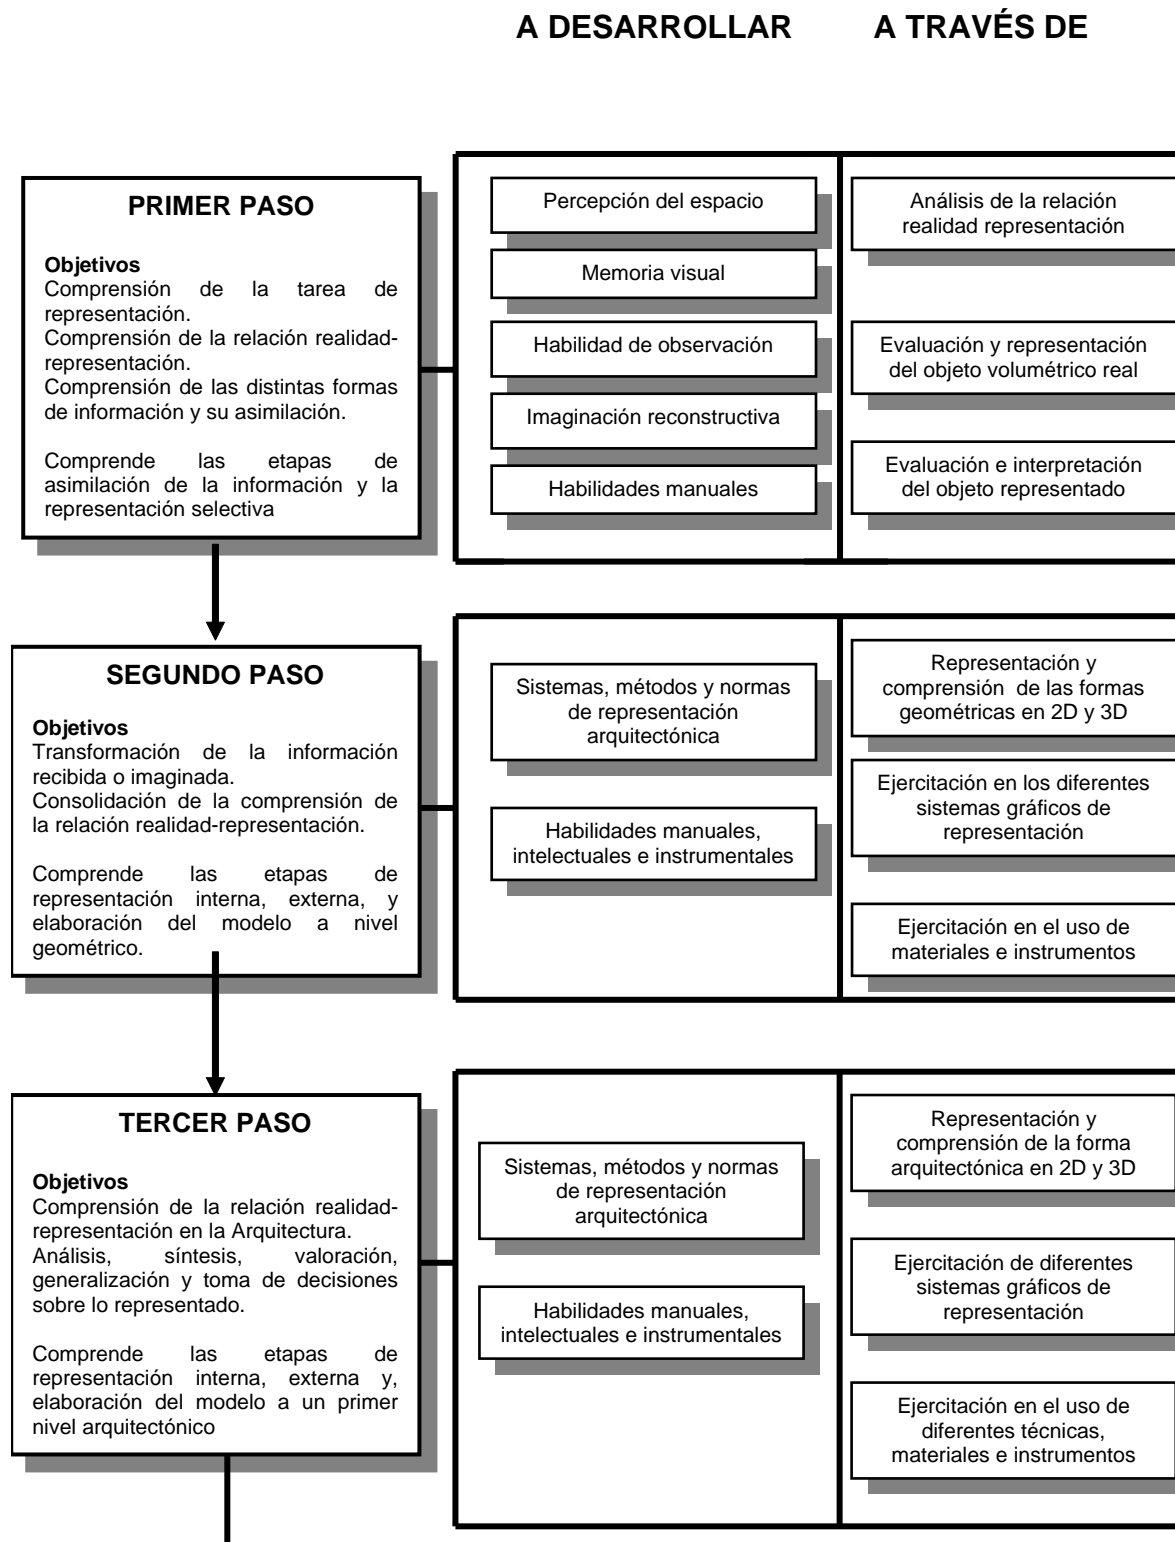 A DESARROLLAR
A TRAVÉS DE
PRIMER PASO
Objetivos
Comprensión de la tarea de
representación.
Comprensión de la relación realidad-
representación.
Comprensión de las distintas formas
de información y su asimilación.
Comprende las etapas de
asimilación de la información y la
representación selectiva
Percepción del espacio
Memoria visual
Habilidad de observación
Imaginación reconstructiva
Habilidades manuales
Análisis de la relación
realidad representación
Evaluación y representación
del objeto volumétrico real
Evaluación e interpretación
del objeto representado
SEGUNDO PASO
Objetivos
Transformación de la información
recibida o imaginada.
Consolidación de la comprensión de
la relación realidad-representación.
Comprende las etapas de
representación interna, externa, y
elaboración del modelo a nivel
geométrico.
Sistemas, métodos y normas
de representación
arquitectónica
Habilidades manuales,
intelectuales e instrumentales
Representación y
comprensión de las formas
geométricas en 2D y 3D
Ejercitación en los diferentes
sistemas gráficos de
representación
Ejercitación en el uso de
materiales e instrumentos
TERCER PASO
Objetivos
Comprensión de la relación realidad-
representación en la Arquitectura.
Análisis, síntesis, valoración,
generalización y toma de decisiones
sobre lo representado.
Comprende las etapas de
representación interna, externa y,
elaboración del modelo a un primer
nivel arquitectónico
Sistemas, métodos y normas
de representación
arquitectónica
Habilidades manuales,
intelectuales e instrumentales
Representación y
comprensión de la forma
arquitectónica en 2D y 3D
Ejercitación de diferentes
sistemas gráficos de
representación
Ejercitación en el uso de
diferentes técnicas,
materiales e instrumentos